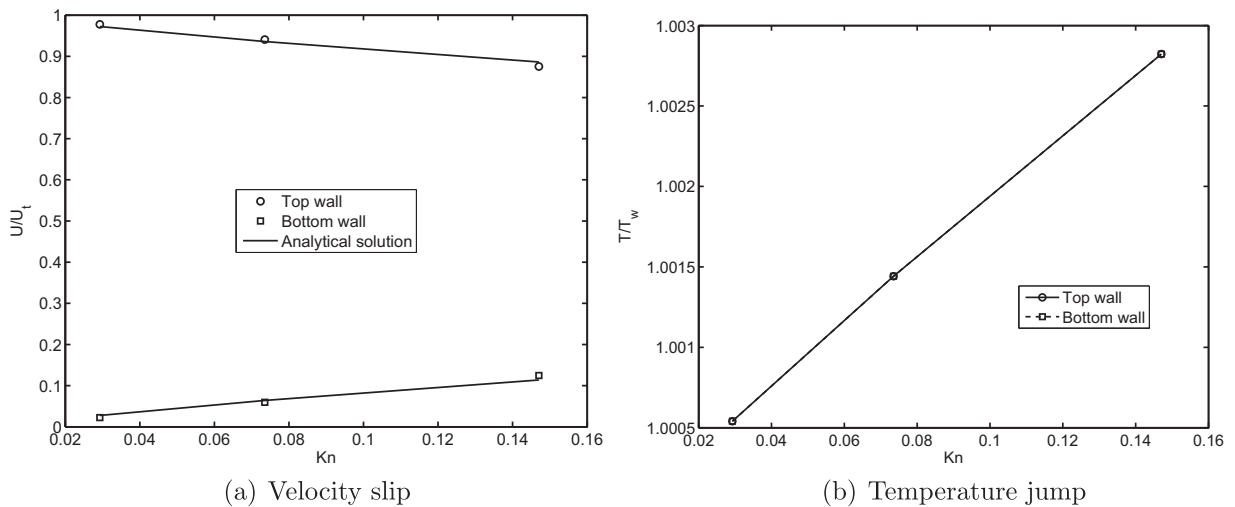 1
0.9
0.8
0.7
0.6
0.5
0.4
0.3
0.2
0.1
0
U/U_t
Top wall
Bottom wall
Analytical solution
0.02 0.04 0.06 0.08 0.1 0.12 0.14 0.16
Kn
(a) Velocity slip
1.003
1.0025
1.002
1.0015
1.001
1.0005
T/T_w
Top wall
Bottom wall
0.02 0.04 0.06 0.08 0.1 0.12 0.14 0.16
Kn
(b) Temperature jump